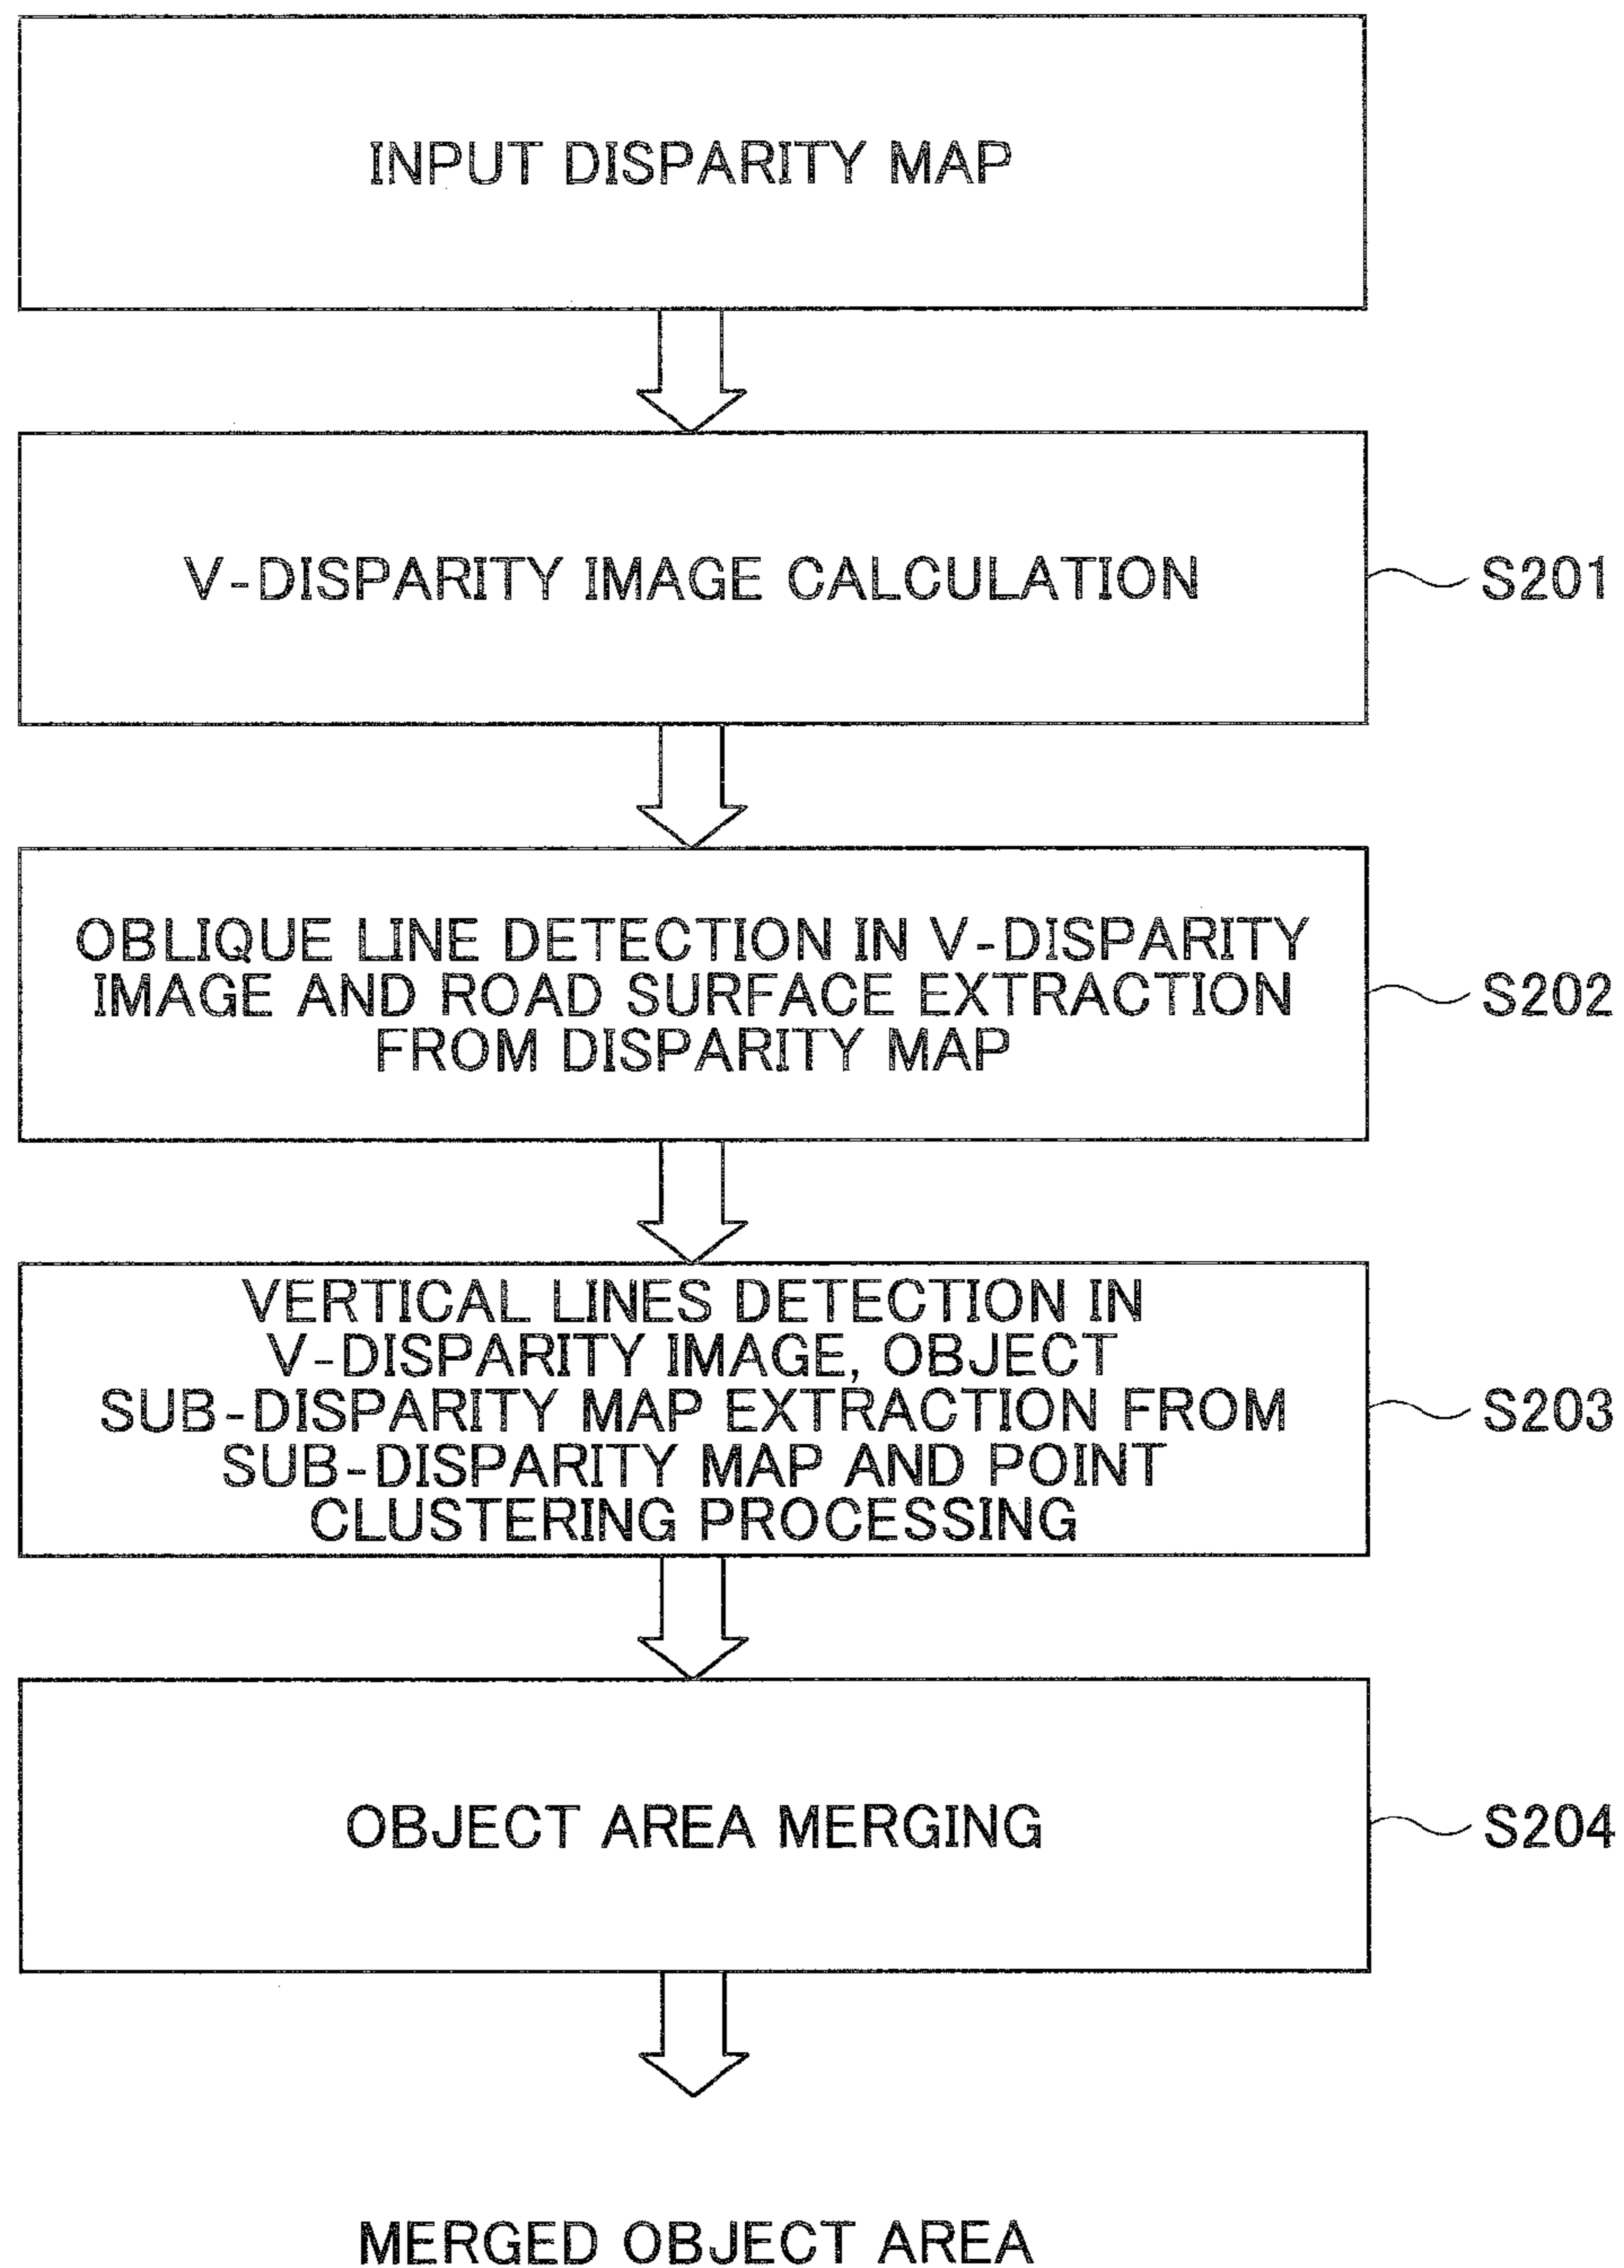 INPUT DISPARITY MAP
V-DISPARITY IMAGE CALCULATION
S201
OBLIQUE LINE DETECTION IN V-DISPARITY
IMAGE AND ROAD SURFACE EXTRACTION
FROM DISPARITY MAP
S202
VERTICAL LINES DETECTION IN
V-DISPARITY IMAGE, OBJECT
SUB-DISPARITY MAP EXTRACTION FROM
SUB-DISPARITY MAP AND POINT
CLUSTERING PROCESSING
S203
OBJECT AREA MERGING
S204
MERGED OBJECT AREA